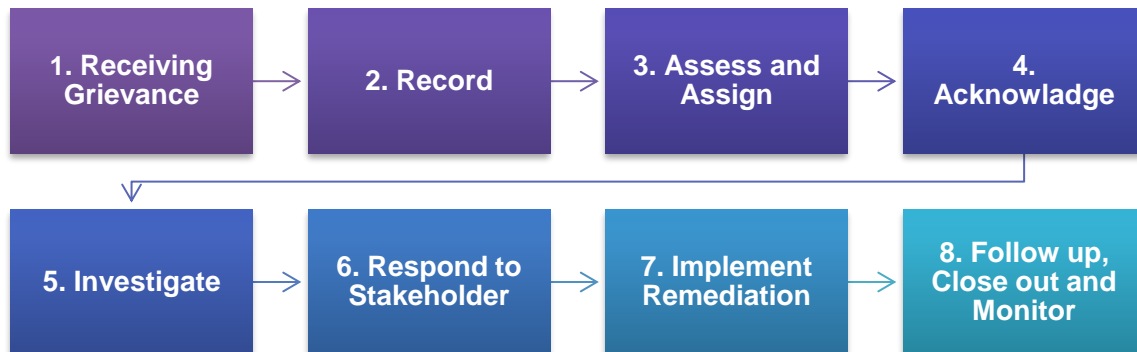 1. Receiving
Grievance
2. Record
3. Assess and
Assign
4.
Acknowladge
5. Investigate
6. Respond to
Stakeholder
7. Implement
Remediation
8. Follow up,
Close out and
Monitor